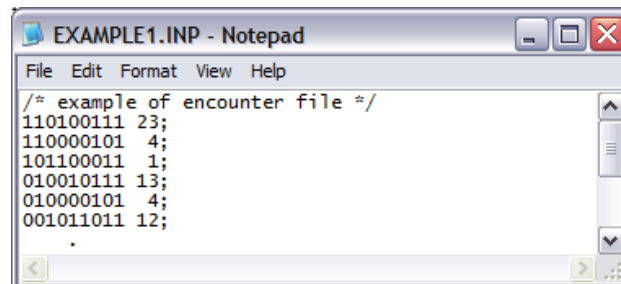 EXAMPLE1.INP - Notepad
File Edit Format View Help
/* example of encounter file */
110100111 23;
110000101  4;
101100011  1;
010010111 13;
010000101  4;
001011011 12;
.